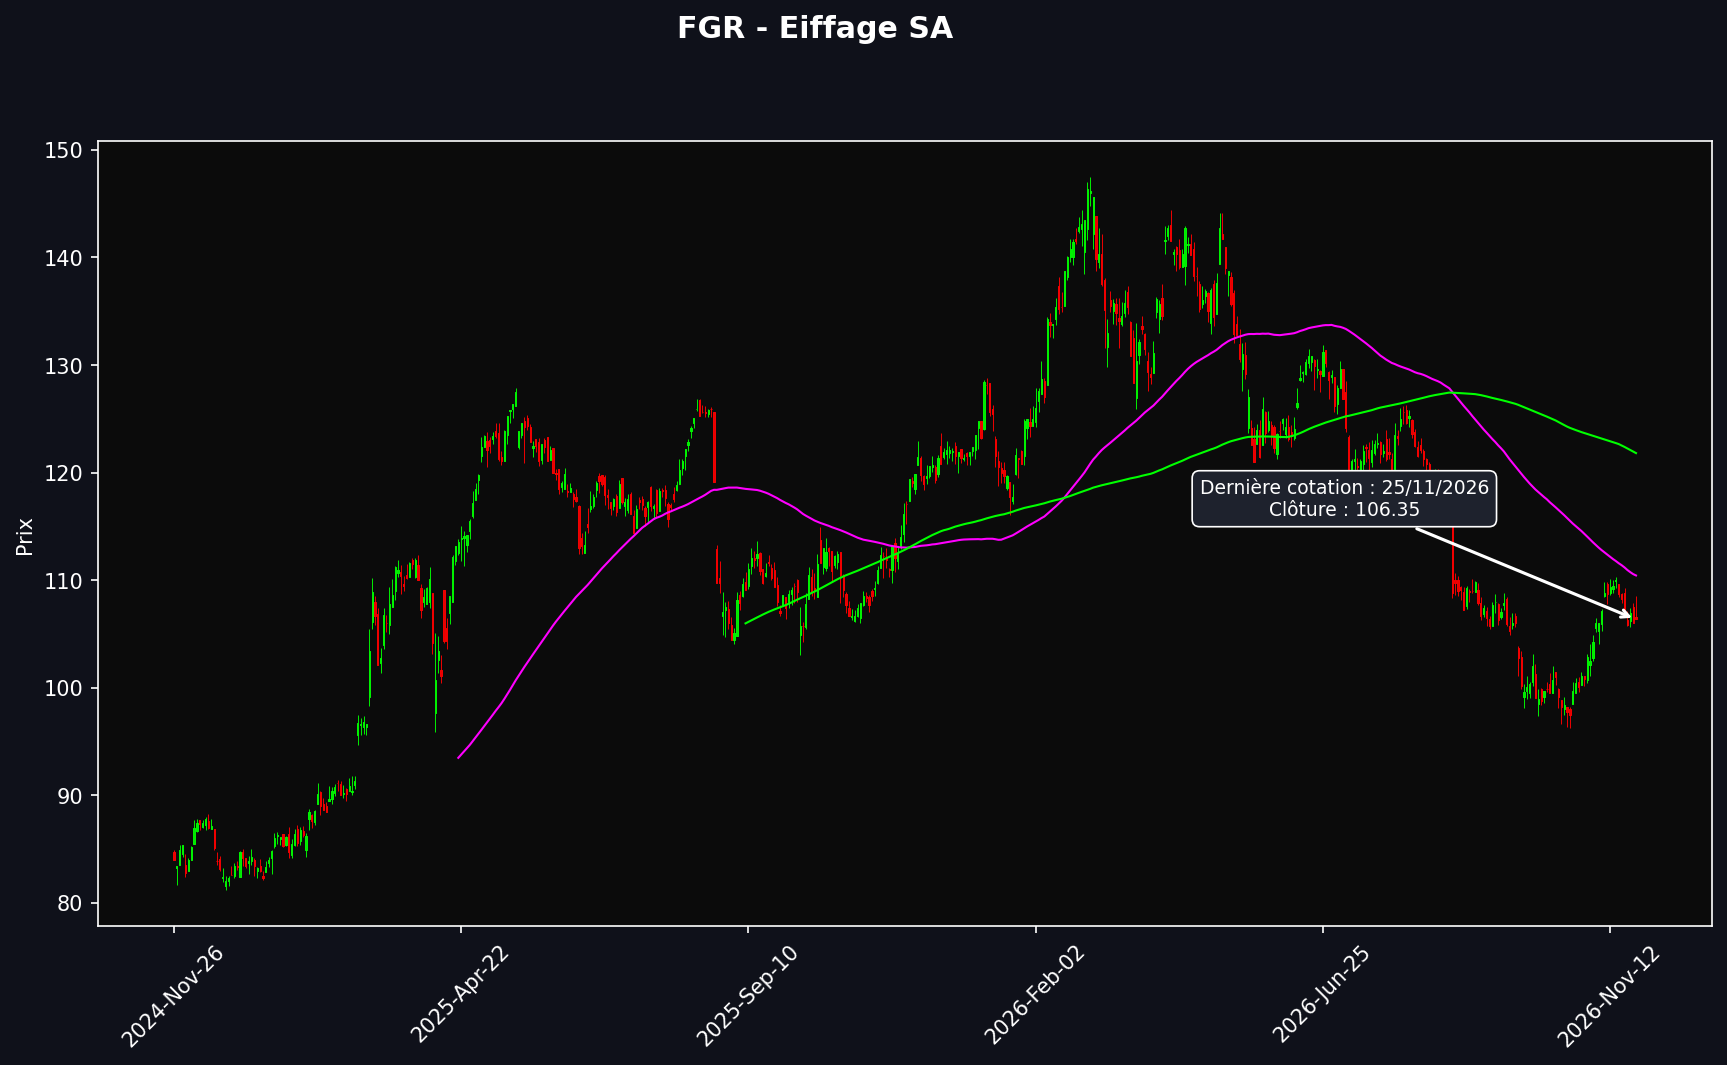 FGR - Eiffage SA
150
140
130
120
110
100
90
80
Prix
Dernière cotation : 25/11/2026
Clôture : 106.35
2024-Nov-26
2025-Apr-22
2025-Sep-10
2026-Feb-02
2026-Jun-25
2026-Nov-12